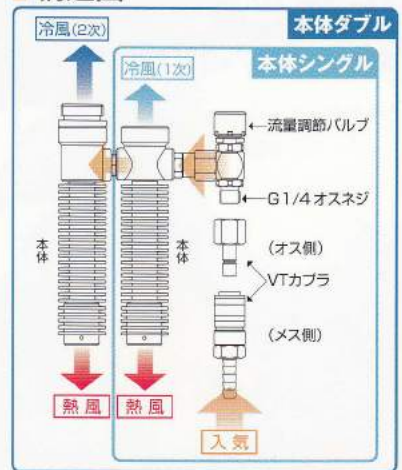 本体ダブル
冷風(2次)
本体シングル
冷風(1次)
流量調節バルブ
G1/4オスネジ
本体
本体
(オス側)
VTカプラ
(メス側)
熱風
熱風
入気